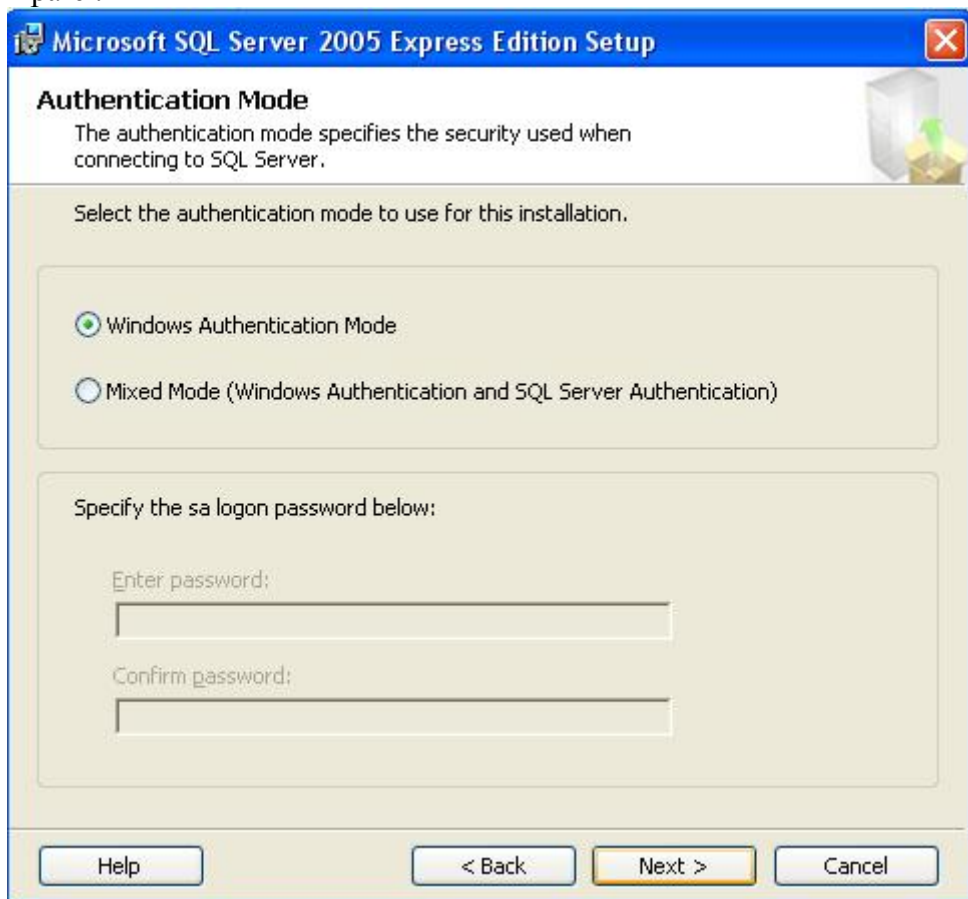 Microsoft SQL Server 2005 Express Edition Setup
Authentication Mode
The authentication mode specifies the security used when
connecting to SQL Server.
Select the authentication mode to use for this installation.
Windows Authentication Mode
Mixed Mode (Windows Authentication and SQL Server Authentication)
Specify the sa logon password below:
Enter password:
Confirm password:
Help
< Back
Next >
Cancel